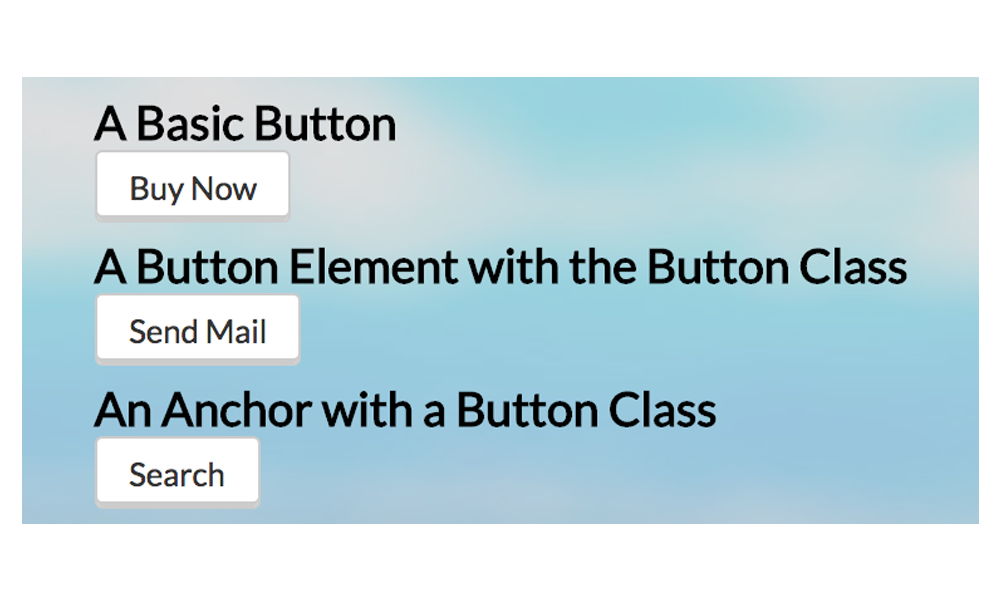 A Basic Button
Buy Now
A Button Element with the Button Class
Send Mail
An Anchor with a Button Class
Search